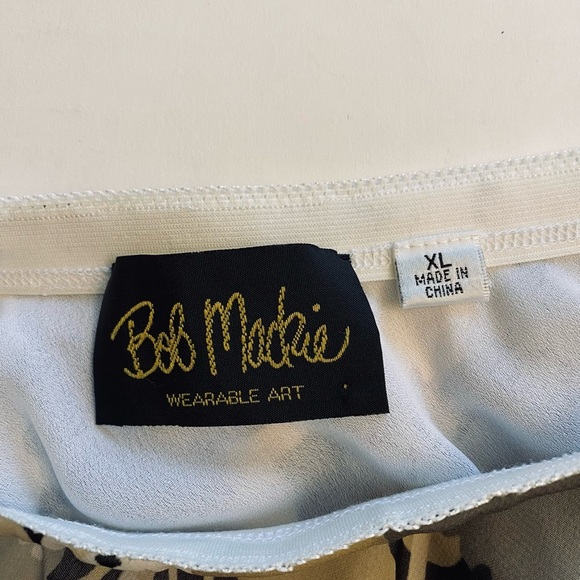 Bob Mackie
WEARABLE ART
XL
MADE IN
CHINA